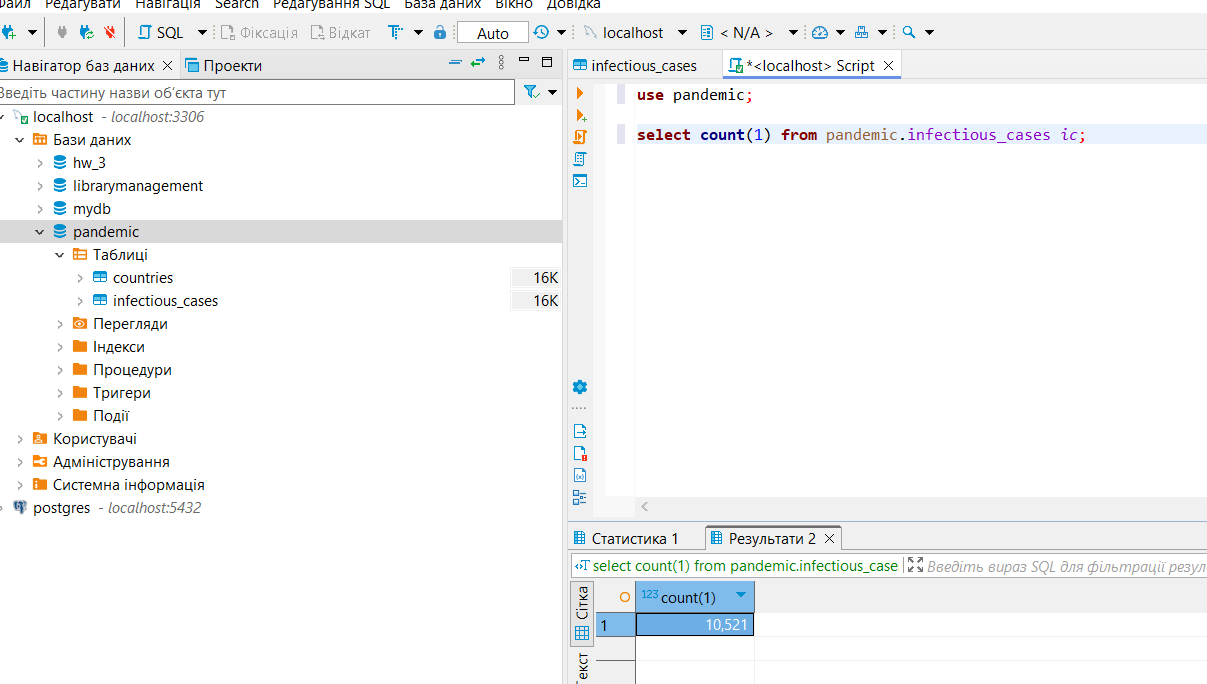 Файл Редагувати Навігація Search Редагування SQL База даних Вікно Довідка
SQL Фіксація Відкат Auto localhost < N/A >
Навігатор баз даних Проекти
Введіть частину назви об'єкта тут
localhost - localhost:3306
Бази даних
hw_3
librarymanagement
mydb
pandemic
Таблиці
countries 16K
infectious_cases 16K
Перегляди
Індекси
Процедури
Тригери
Події
Користувачі
Адміністрування
Системна інформація
postgres - localhost:5432
infectious_cases *<localhost> Script
use pandemic;
select count(1) from pandemic.infectious_cases ic;
Статистика 1 Результати 2
select count(1) from pandemic.infectious_case Введіть вираз SQL для фільтрації резул
Сітка
Текст
123 count(1)
1 10,521